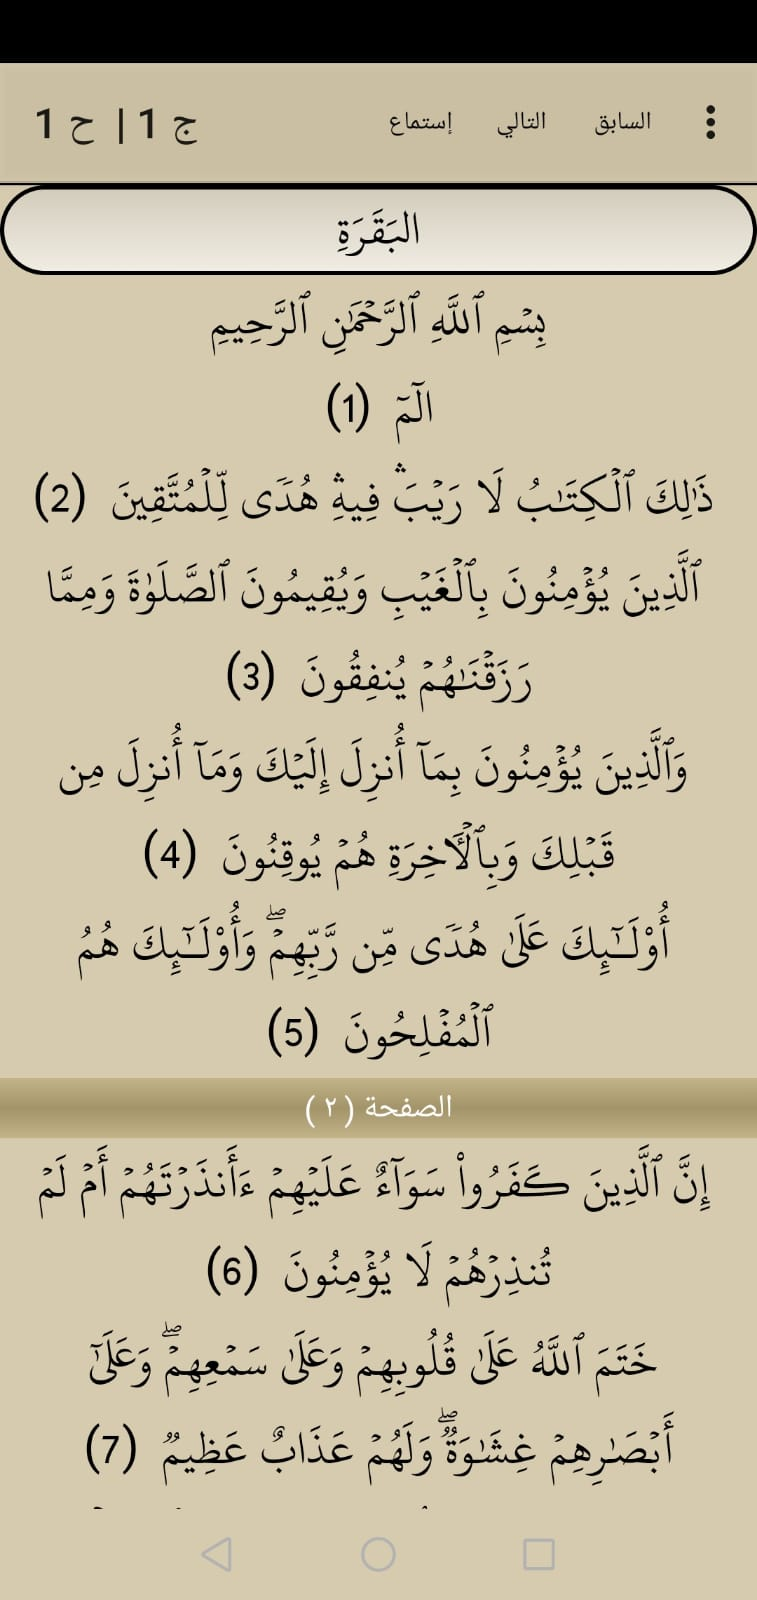 ج 1 | ح 1 إستماع التالي السابق
البَقَرَةِ
بِسۡمِ ٱللَّهِ ٱلرَّحۡمَٰنِ ٱلرَّحِيمِ
الٓمٓ (1)
ذَٰلِكَ ٱلۡكِتَٰبُ لَا رَيۡبَۛ فِيهِۛ هُدٗى لِّلۡمُتَّقِينَ (2)
ٱلَّذِينَ يُؤۡمِنُونَ بِٱلۡغَيۡبِ وَيُقِيمُونَ ٱلصَّلَوٰةَ وَمِمَّا
رَزَقۡنَٰهُمۡ يُنفِقُونَ (3)
وَٱلَّذِينَ يُؤۡمِنُونَ بِمَآ أُنزِلَ إِلَيۡكَ وَمَآ أُنزِلَ مِن
قَبۡلِكَ وَبِٱلۡأٓخِرَةِ هُمۡ يُوقِنُونَ (4)
أُوْلَٰٓئِكَ عَلَىٰ هُدٗى مِّن رَّبِّهِمۡۖ وَأُوْلَٰٓئِكَ هُمُ
ٱلۡمُفۡلِحُونَ (5)
الصفحة (٢)
إِنَّ ٱلَّذِينَ كَفَرُواْ سَوَآءٌ عَلَيۡهِمۡ ءَأَنذَرۡتَهُمۡ أَمۡ لَمۡ
تُنذِرۡهُمۡ لَا يُؤۡمِنُونَ (6)
خَتَمَ ٱللَّهُ عَلَىٰ قُلُوبِهِمۡ وَعَلَىٰ سَمۡعِهِمۡۖ وَعَلَىٰٓ
أَبۡصَٰرِهِمۡ غِشَٰوَةٞۖ وَلَهُمۡ عَذَابٌ عَظِيمٞ (7)